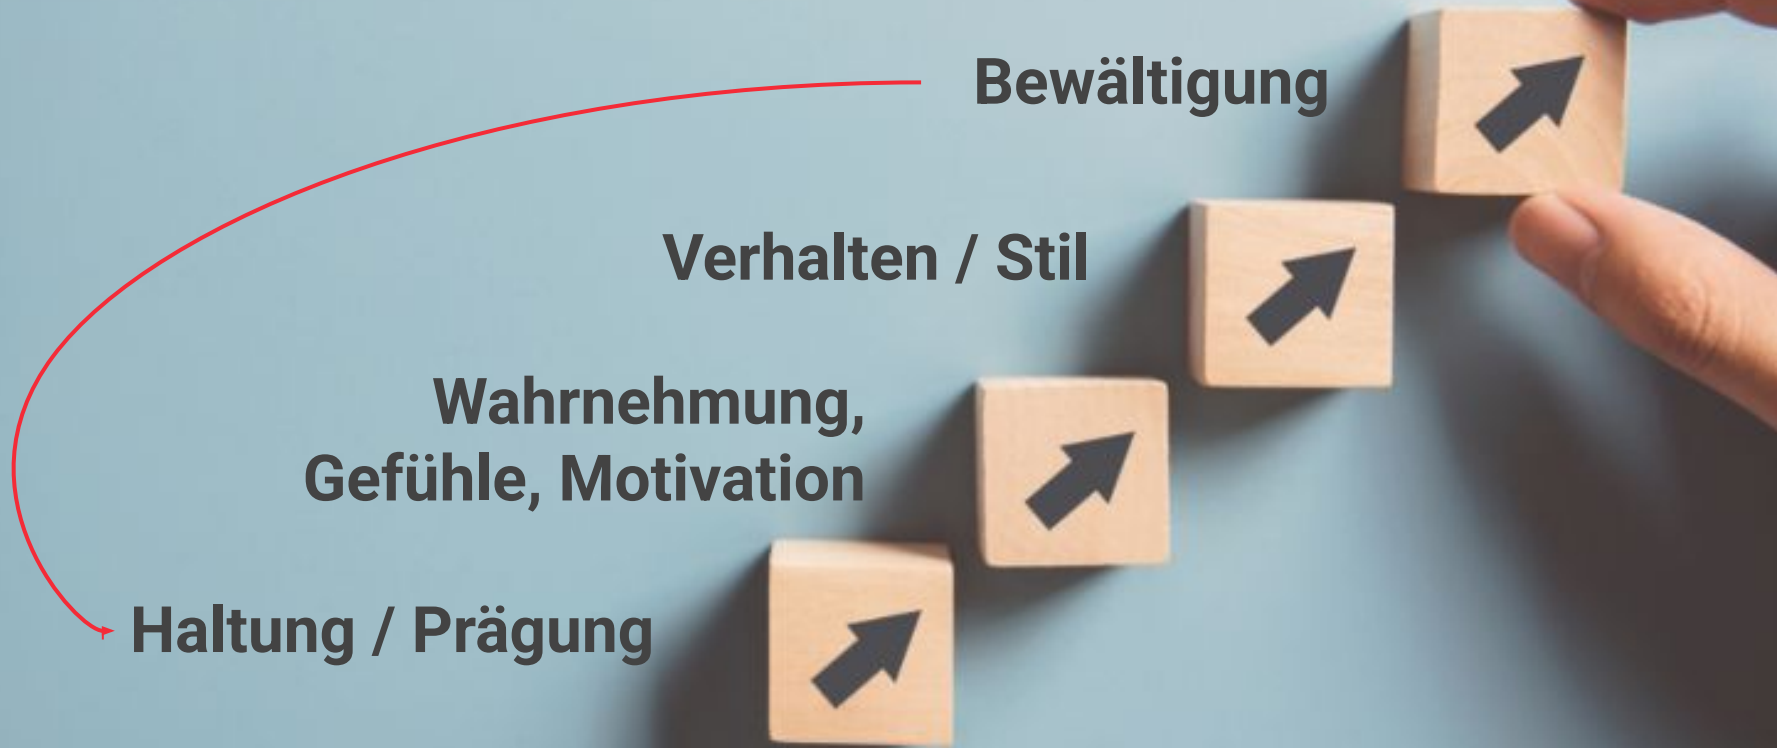 Bewältigung
Verhalten / Stil
Wahrnehmung,
Gefühle, Motivation
Haltung / Prägung